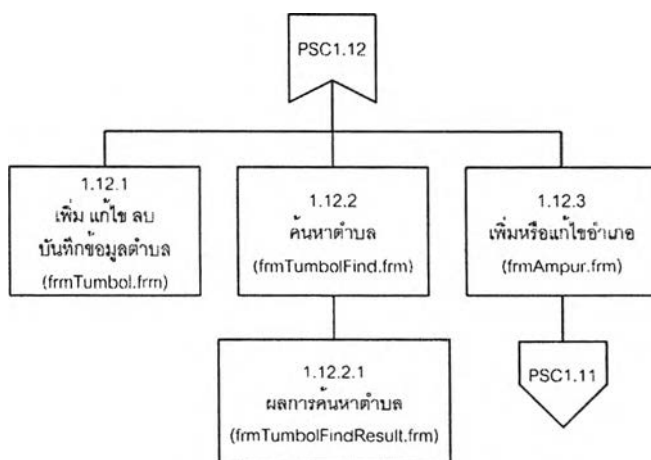 PSC1.12
1.12.1
เพิ่ม แก้ไข ลบ
บันทึกข้อมูลตำบล
(frmTumbol.frm)
1.12.2
ค้นหาตำบล
(frmTumbolFind.frm)
1.12.3
เพิ่มหรือแก้ไขอำเภอ
(frmAmpur.frm)
1.12.2.1
ผลการค้นหาตำบล
(frmTumbolFindResult.frm)
PSC1.11